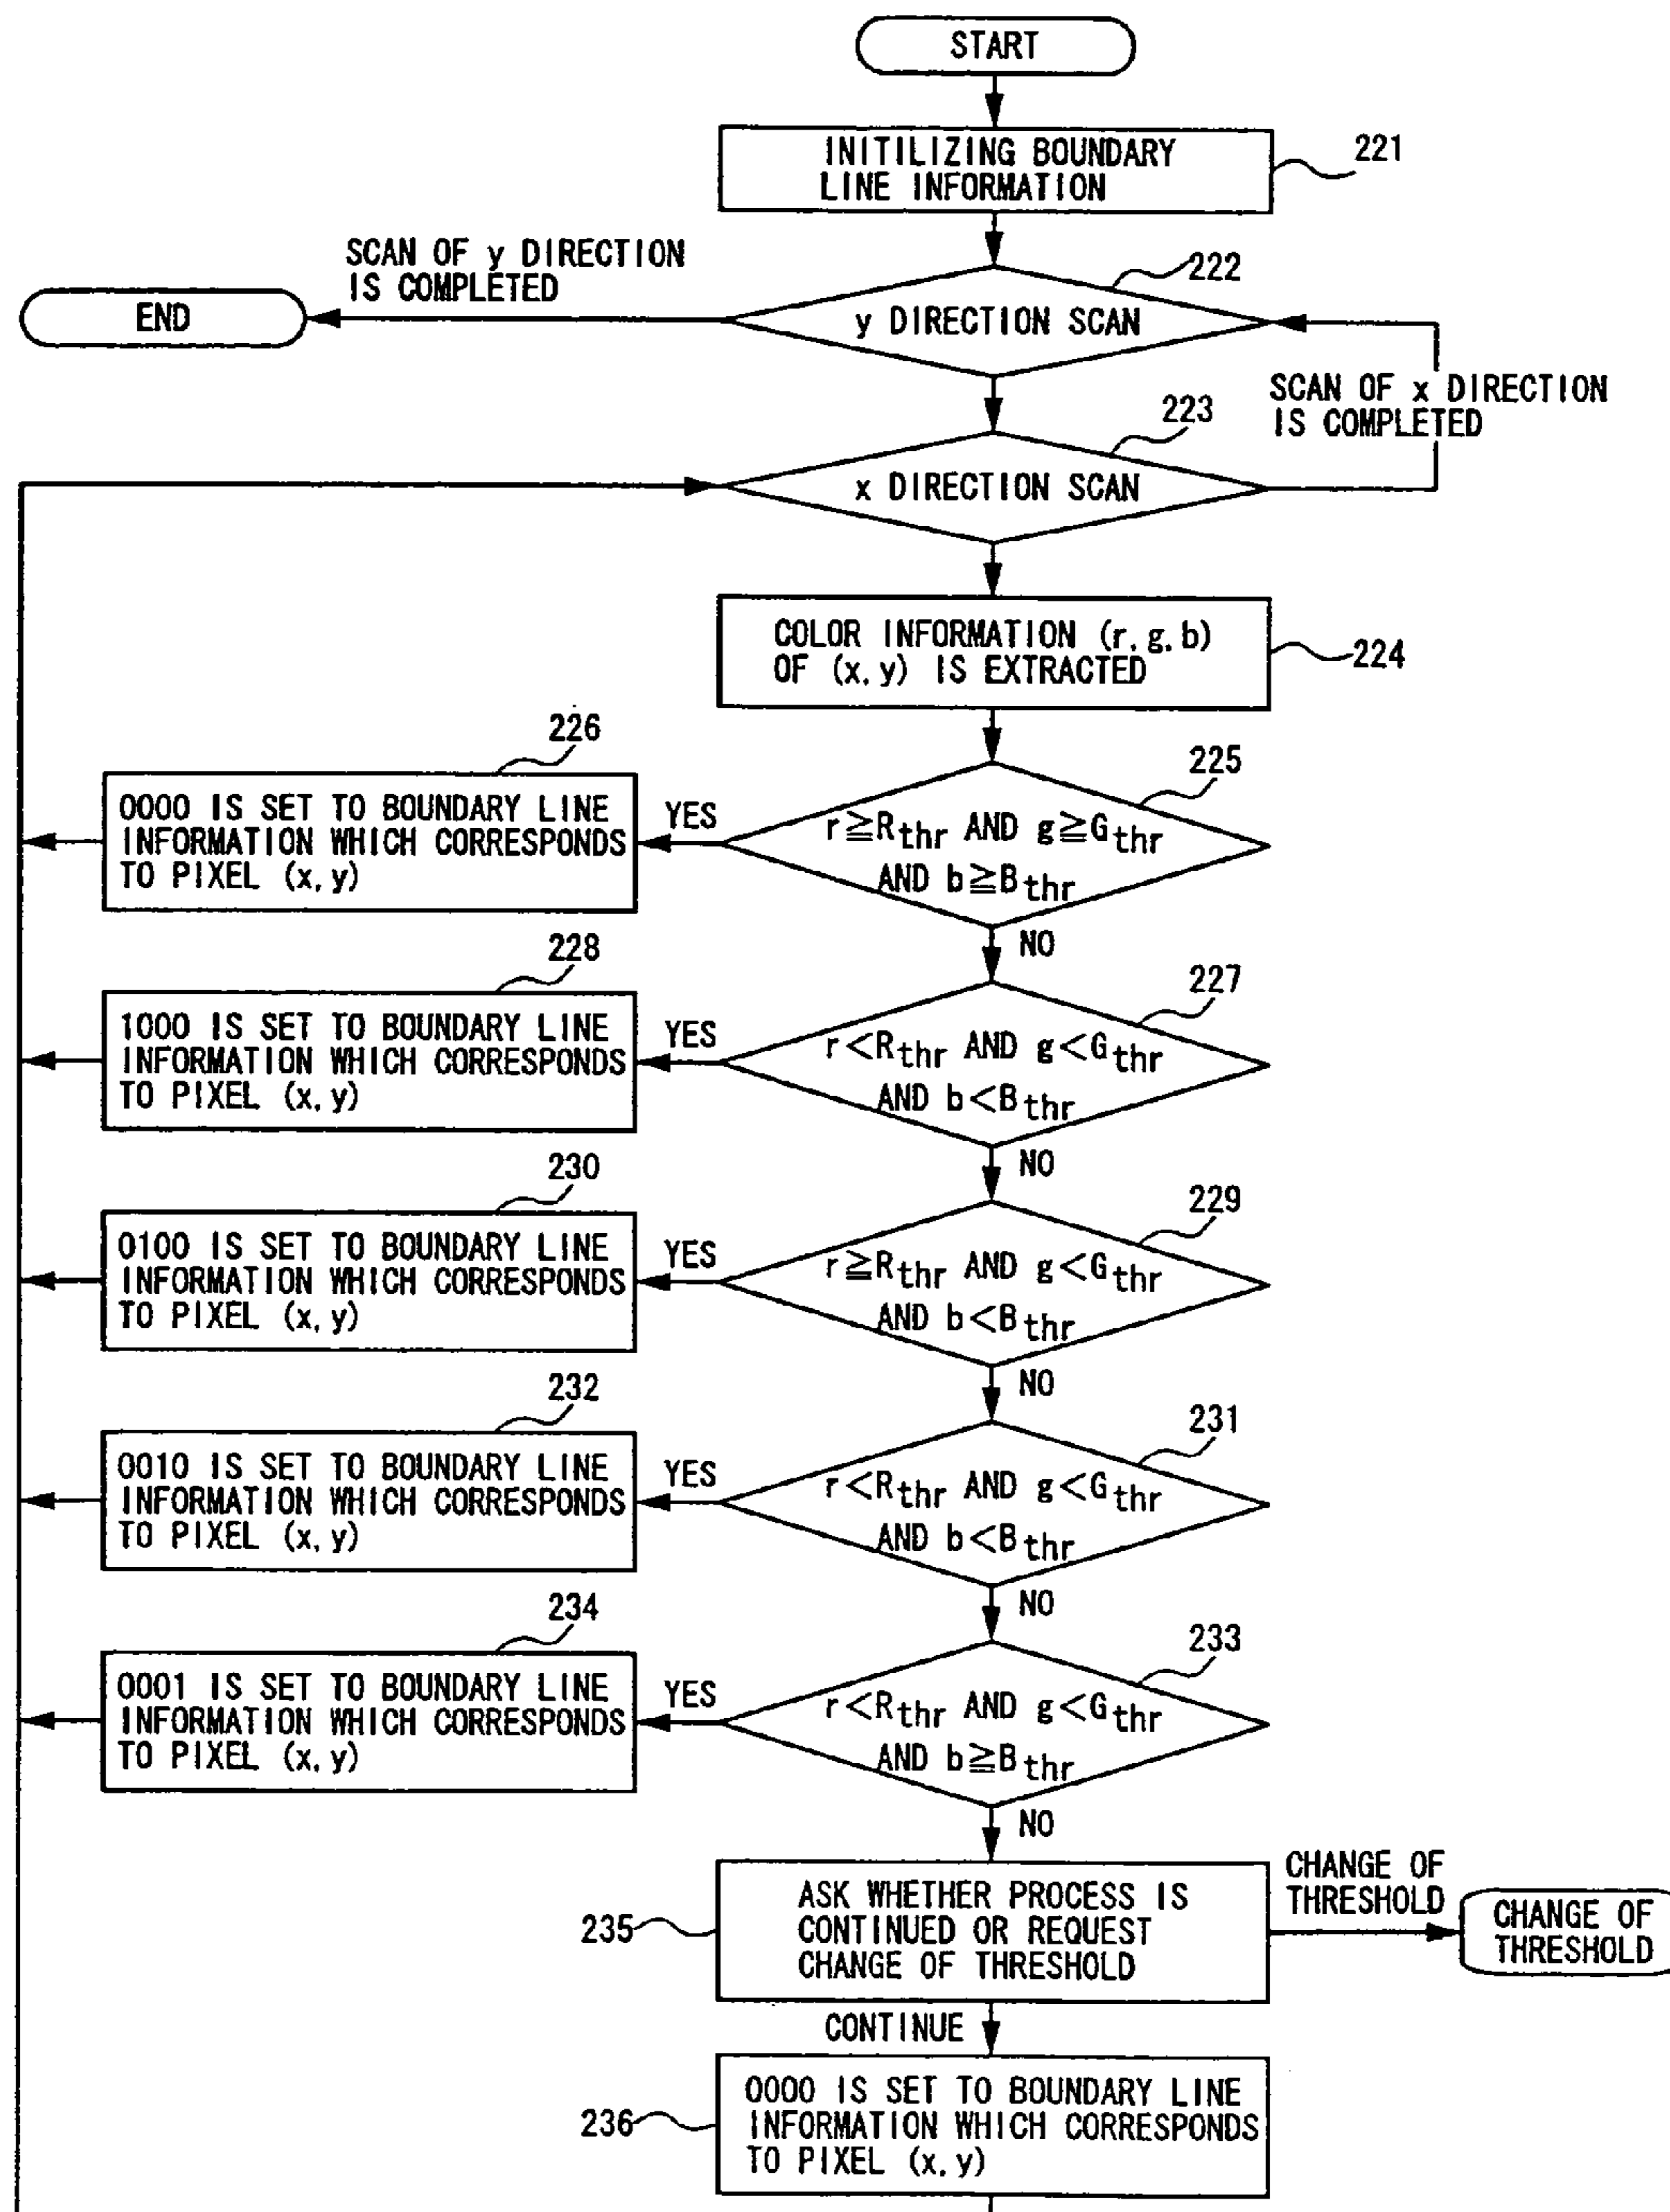 START
INITILIZING BOUNDARY
LINE INFORMATION
221
SCAN OF y DIRECTION
IS COMPLETED
222
END
y DIRECTION SCAN
SCAN OF x DIRECTION
IS COMPLETED
223
x DIRECTION SCAN
COLOR INFORMATION (r, g, b)
OF (x, y) IS EXTRACTED
224
226
225
0000 IS SET TO BOUNDARY LINE
INFORMATION WHICH CORRESPONDS
TO PIXEL (x, y)
YES
r≧Rthr AND g≧Gthr
AND b≧Bthr
NO
228
227
1000 IS SET TO BOUNDARY LINE
INFORMATION WHICH CORRESPONDS
TO PIXEL (x, y)
YES
r<Rthr AND g<Gthr
AND b<Bthr
NO
230
229
0100 IS SET TO BOUNDARY LINE
INFORMATION WHICH CORRESPONDS
TO PIXEL (x, y)
YES
r≧Rthr AND g<Gthr
AND b<Bthr
NO
232
231
0010 IS SET TO BOUNDARY LINE
INFORMATION WHICH CORRESPONDS
TO PIXEL (x, y)
YES
r<Rthr AND g<Gthr
AND b<Bthr
NO
234
233
0001 IS SET TO BOUNDARY LINE
INFORMATION WHICH CORRESPONDS
TO PIXEL (x, y)
YES
r<Rthr AND g<Gthr
AND b≧Bthr
NO
235
ASK WHETHER PROCESS IS
CONTINUED OR REQUEST
CHANGE OF THRESHOLD
CHANGE OF
THRESHOLD
CHANGE OF
THRESHOLD
CONTINUE
236
0000 IS SET TO BOUNDARY LINE
INFORMATION WHICH CORRESPONDS
TO PIXEL (x, y)